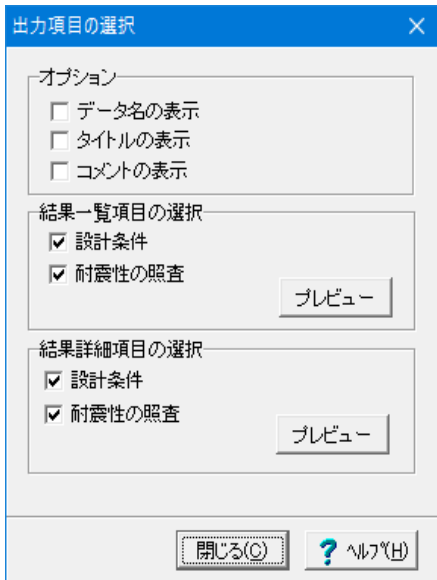 出力項目の選択
オプション
データ名の表示
タイトルの表示
コメントの表示
結果一覧項目の選択
設計条件
耐震性の照査
プレビュー
結果詳細項目の選択
設計条件
耐震性の照査
プレビュー
閉じる(C) ? ﾍﾙﾌﾟ(H)